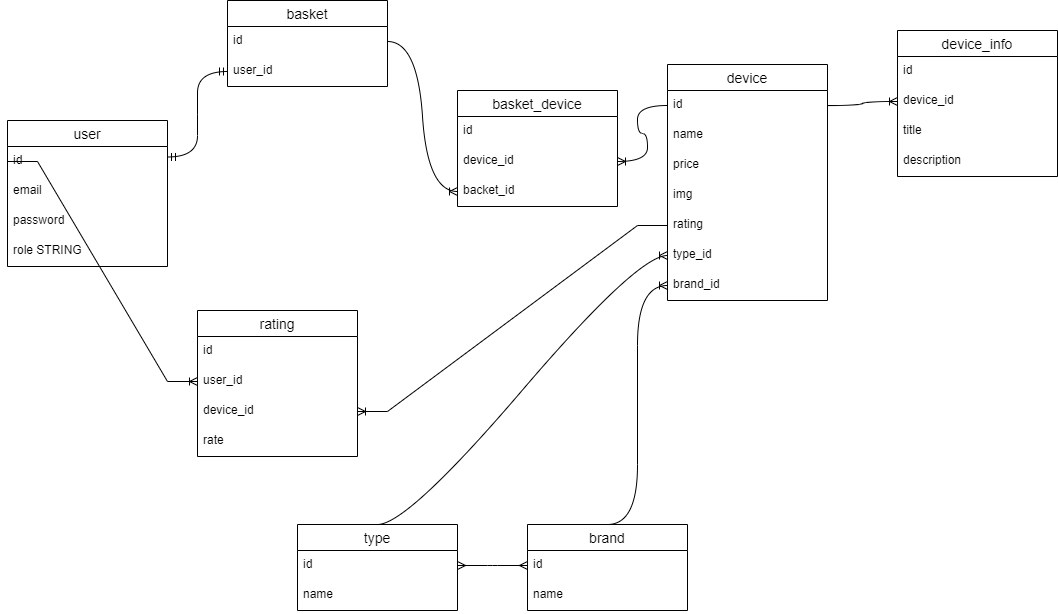 basket
id
user_id
device_info
id
device_id
title
description
device
id
name
price
img
rating
type_id
brand_id
basket_device
id
device_id
backet_id
user
id
email
password
role STRING
rating
id
user_id
device_id
rate
type
id
name
brand
id
name